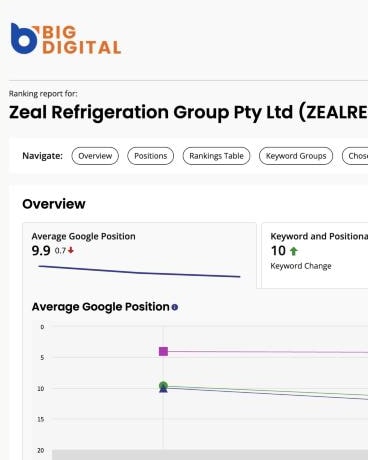 BIG
DIGITAL
Ranking report for:
Zeal Refrigeration Group Pty Ltd (ZEALRE
Navigate:
Overview
Positions
Rankings Table
Keyword Groups
Chose
Overview
Average Google Position
9.9 0.7
Keyword and Positiona
10
Keyword Change
Average Google Position
0
5
10
15
20